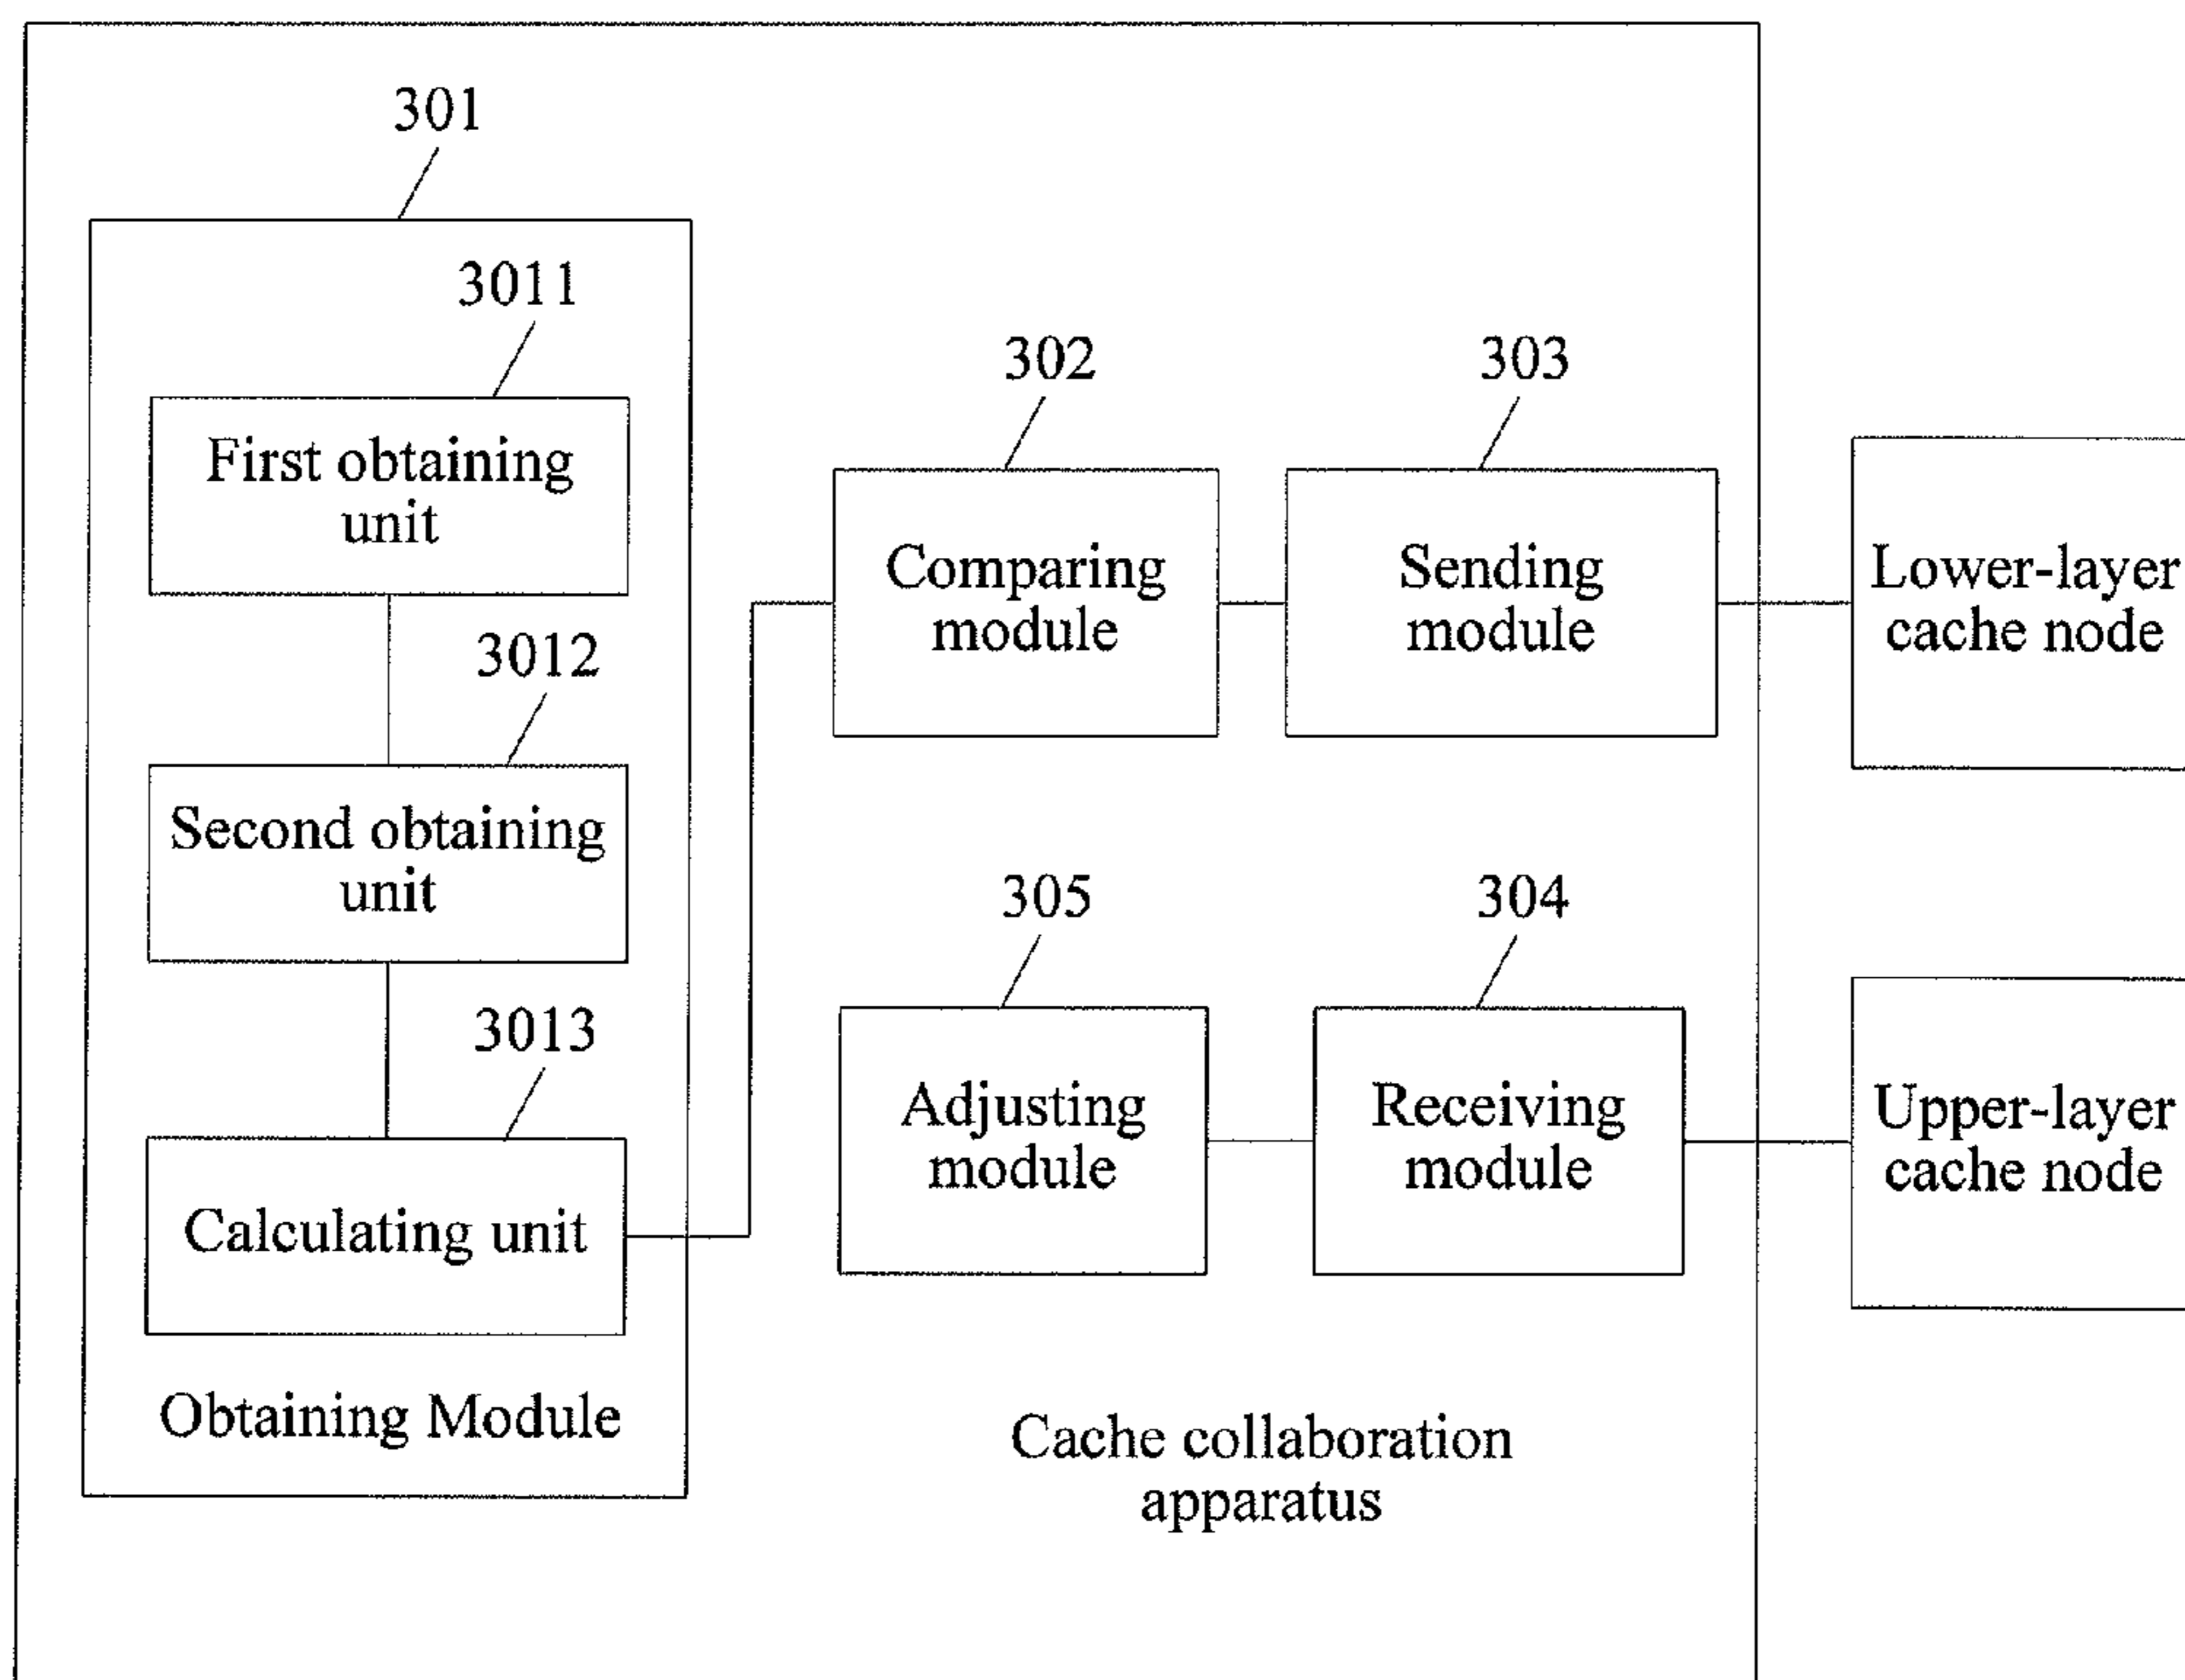 301
3011
First obtaining
unit
3012
Second obtaining
unit
3013
Calculating unit
Obtaining Module
302
Comparing
module
303
Sending
module
Lower-layer
cache node
305
Adjusting
module
304
Receiving
module
Upper-layer
cache node
Cache collaboration
apparatus